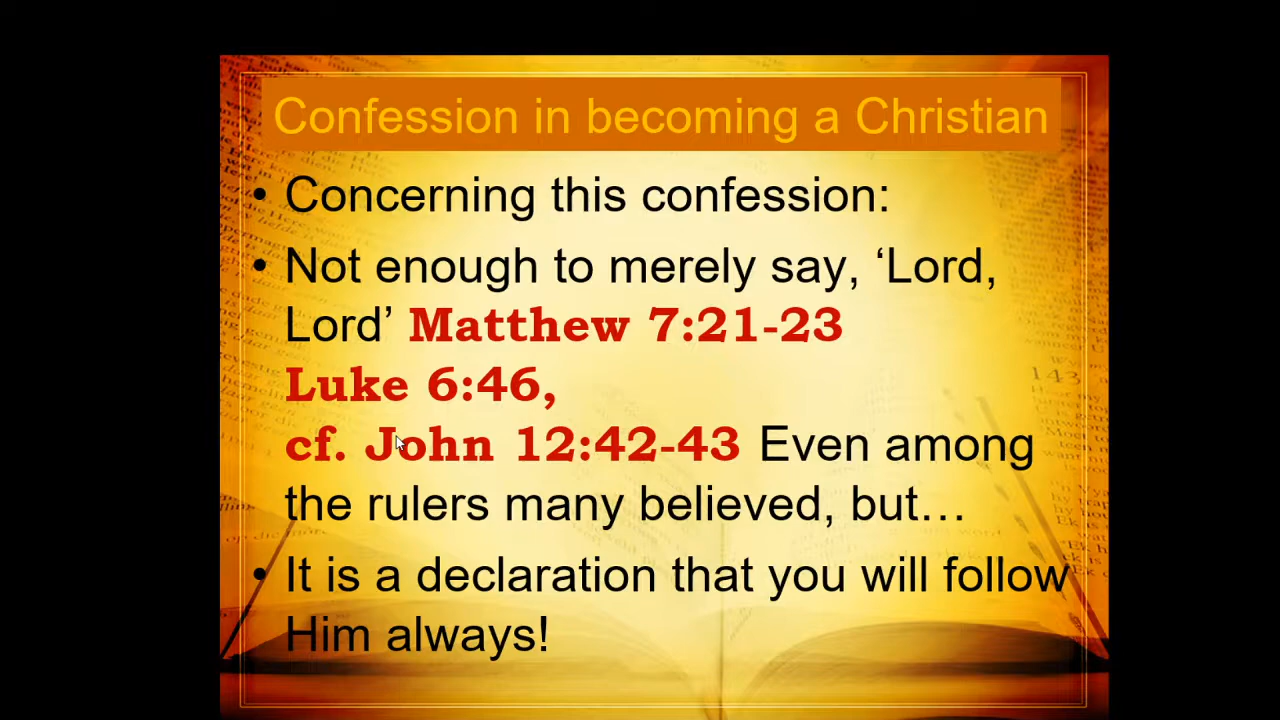 Confession in becoming a Christian
• Concerning this confession:
• Not enough to merely say, ‘Lord,
Lord’ Matthew 7:21-23
Luke 6:46,
cf. John 12:42-43 Even among
the rulers many believed, but…
• It is a declaration that you will follow
Him always!
143